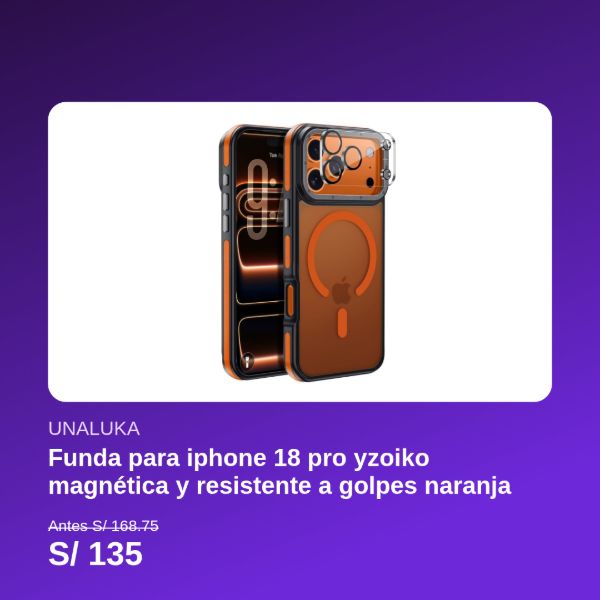 UNALUKA
Funda para iphone 18 pro yzoiko
magnética y resistente a golpes naranja
Antes S/ 168.75
S/ 135